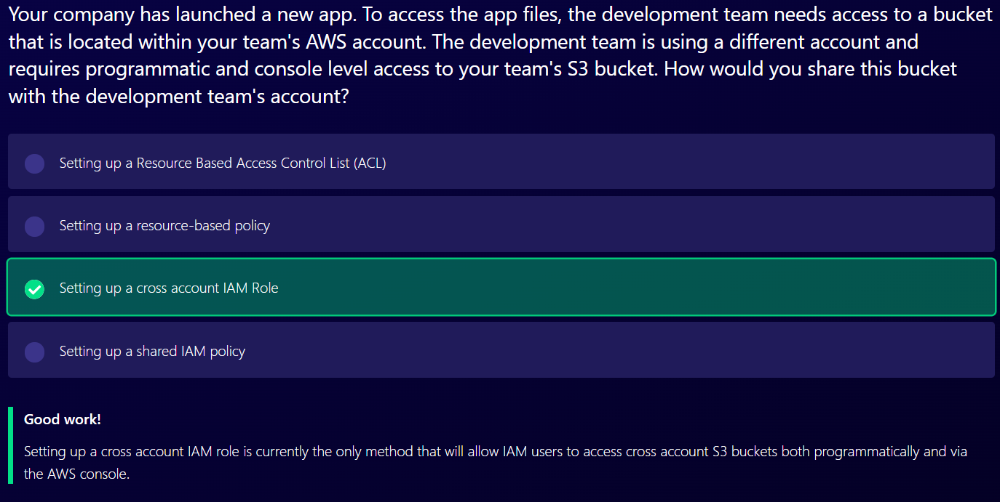 Your company has launched a new app. To access the app files, the development team needs access to a bucket
that is located within your team's AWS account. The development team is using a different account and
requires programmatic and console level access to your team's S3 bucket. How would you share this bucket
with the development team's account?
Setting up a Resource Based Access Control List (ACL)
Setting up a resource-based policy
Setting up a cross account IAM Role
Setting up a shared IAM policy
Good work!
Setting up a cross account IAM role is currently the only method that will allow IAM users to access cross account S3 buckets both programmatically and via
the AWS console.